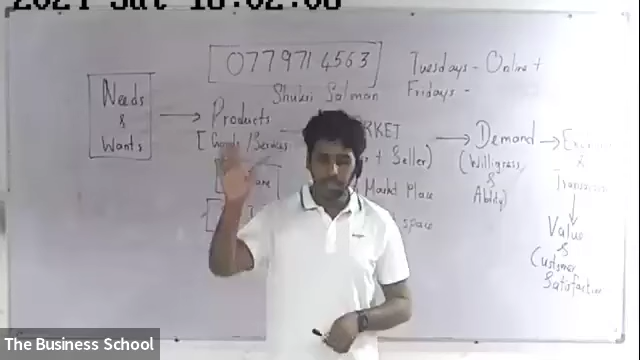 2021 Sat 18:02:08
0779714563
Shukri Salman
Tuesdays - Online +
Fridays -
Needs
&
Wants
Products
[Goods/Services
MARKET
+ Seller)
Market Place
space
Demand
(Willigness
&
Ability)
&
Value
&
Customer
Satisfaction
The Business School